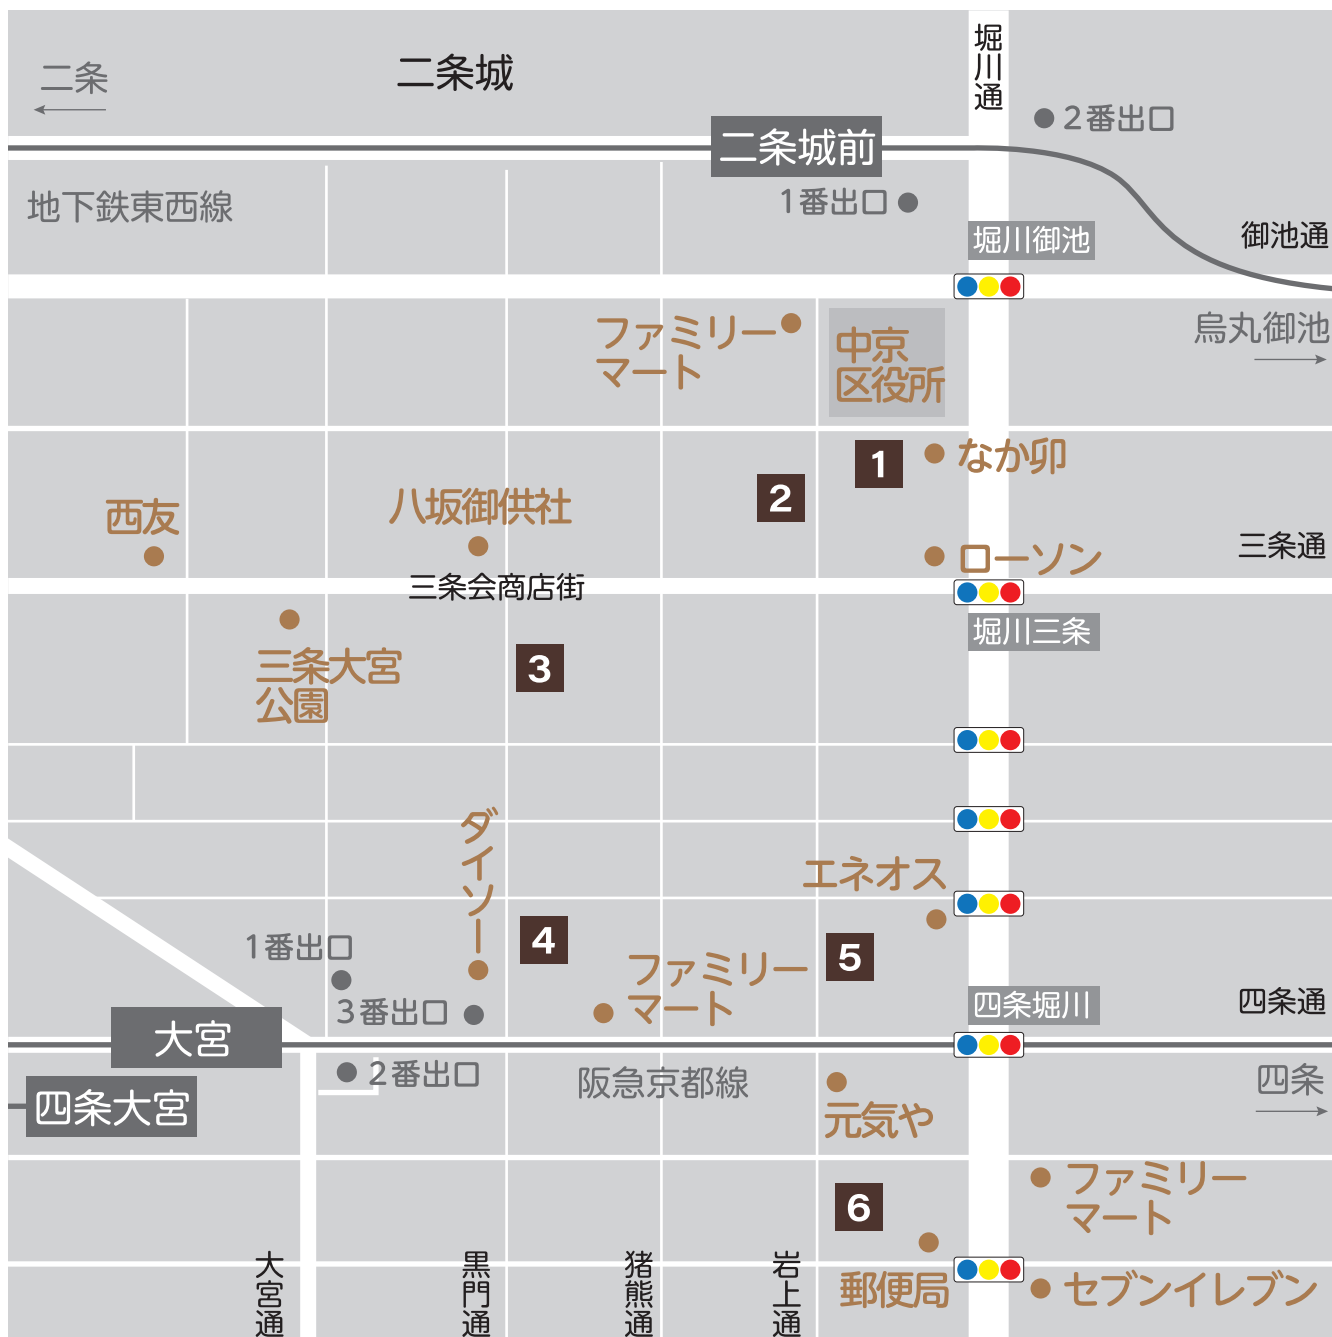 二条
二条城
堀川通
2番出口
二条城前
地下鉄東西線
1番出口
堀川御池
御池通
烏丸御池
ファミリー
マート
中京
区役所
1
なか卯
2
西友
八坂御供社
三条会商店街
ローソン
三条通
堀川三条
三条大宮
公園
3
ダイソー
エネオス
1番出口
4
5
ファミリー
マート
3番出口
四条堀川
四条通
大宮
四条大宮
2番出口
阪急京都線
四条
元気や
ファミリー
マート
6
郵便局
セブンイレブン
大宮通
黒門通
猪熊通
岩上通